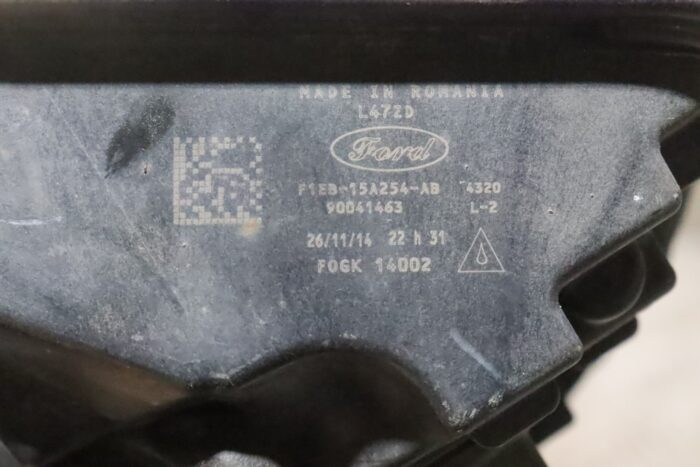 MADE IN ROMANIA
L472D
Ford
F1EB-15A254-AB 4320
90041463 L-2
26/11/14 22 h 31
FOGK 14002